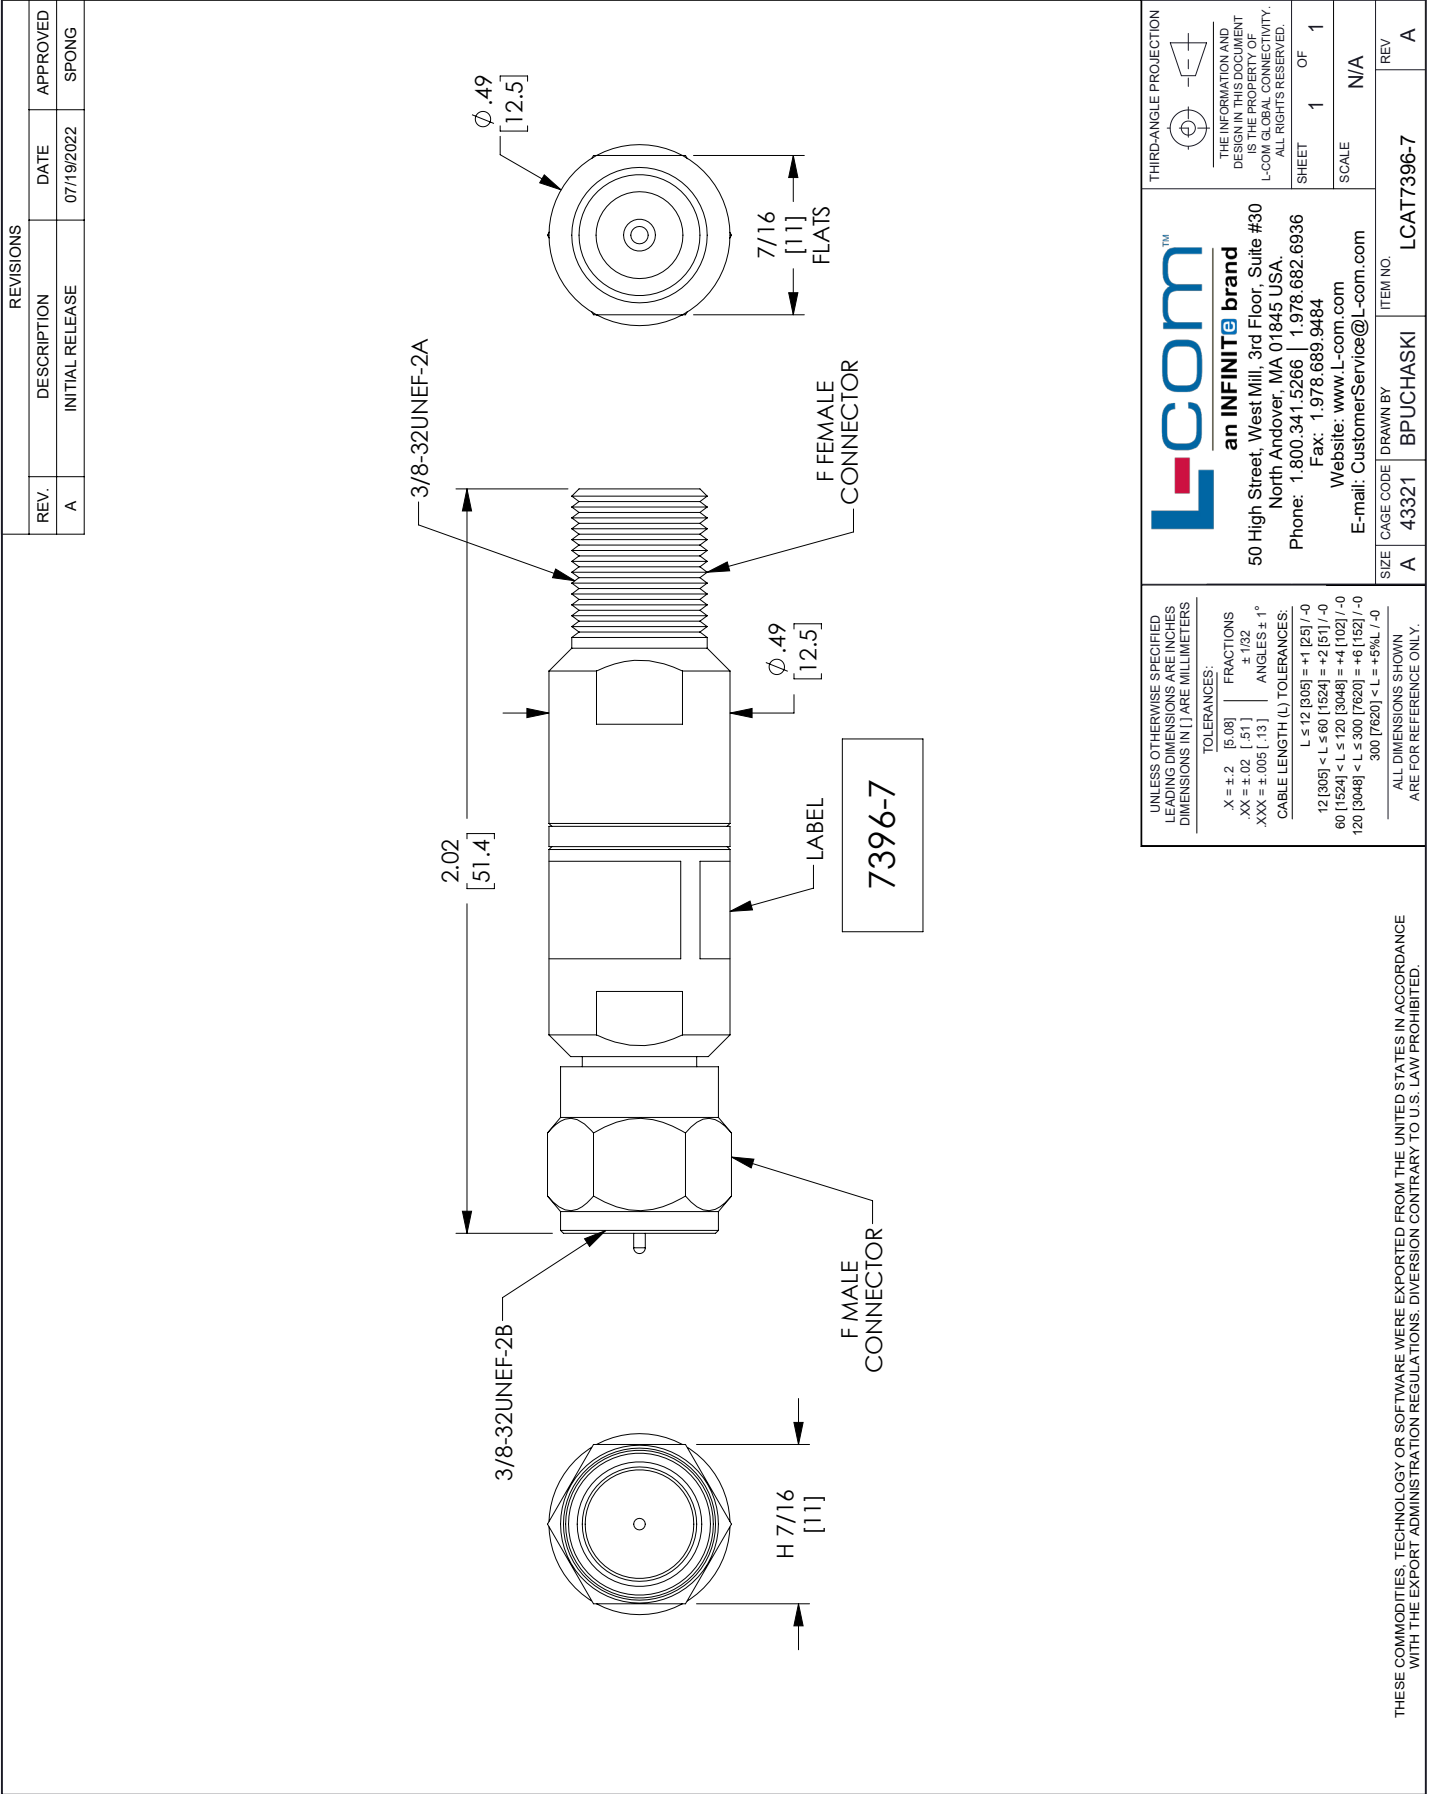 REVISIONS
REV. DESCRIPTION DATE APPROVED
A INITIAL RELEASE 07/19/2022 SPONG
3/8-32UNEF-2B
2.02
[51.4]
3/8-32UNEF-2A
Ø.49
[12.5]
H 7/16
[11]
F MALE
CONNECTOR
LABEL
7396-7
Ø.49
[12.5]
F FEMALE
CONNECTOR
7/16
[11]
FLATS
UNLESS OTHERWISE SPECIFIED
LEADING DIMENSIONS ARE INCHES
DIMENSIONS IN [ ] ARE MILLIMETERS
TOLERANCES:
.X = ±.2 [5.08] FRACTIONS
.XX = ±.02 [.51] ± 1/32
.XXX = ±.005 [.13] ANGLES ± 1°
CABLE LENGTH (L) TOLERANCES:
L ≤ 12 [305] = +1 [25] / -0
12 [305] < L ≤ 60 [1524] = +2 [51] / -0
60 [1524] < L ≤ 120 [3048] = +4 [102] / -0
120 [3048] < L ≤ 300 [7620] = +6 [152] / -0
300 [7620] < L = +5%L / -0
ALL DIMENSIONS SHOWN
ARE FOR REFERENCE ONLY.
L-com™
an INFINITe brand
50 High Street, West Mill, 3rd Floor, Suite #30
North Andover, MA 01845 USA.
Phone: 1.800.341.5266 | 1.978.682.6936
Fax: 1.978.689.9484
Website: www.L-com.com
E-mail: CustomerService@L-com.com
THIRD-ANGLE PROJECTION
THE INFORMATION AND
DESIGN IN THIS DOCUMENT
IS THE PROPERTY OF
L-COM GLOBAL CONNECTIVITY.
ALL RIGHTS RESERVED.
SHEET 1 OF 1
SCALE N/A
SIZE CAGE CODE DRAWN BY ITEM NO. REV
A 43321 BPUCHASKI LCAT7396-7 A
THESE COMMODITIES, TECHNOLOGY OR SOFTWARE WERE EXPORTED FROM THE UNITED STATES IN ACCORDANCE
WITH THE EXPORT ADMINISTRATION REGULATIONS. DIVERSION CONTRARY TO U.S. LAW PROHIBITED.